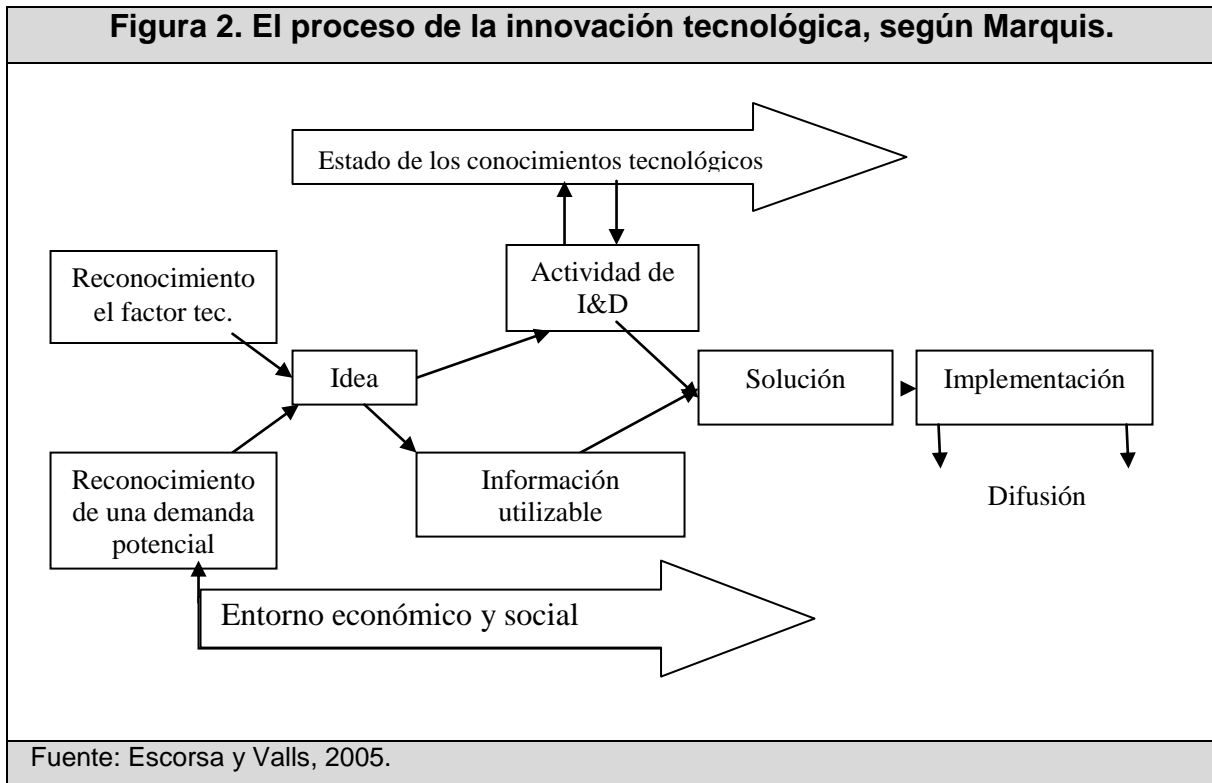 Figura 2. El proceso de la innovación tecnológica, según Marquis.
Estado de los conocimientos tecnológicos
Reconocimiento
el factor tec.
Actividad de
I&D
Idea
Solución
Implementación
Reconocimiento
de una demanda
potencial
Información
utilizable
Difusión
Entorno económico y social
Fuente: Escorsa y Valls, 2005.